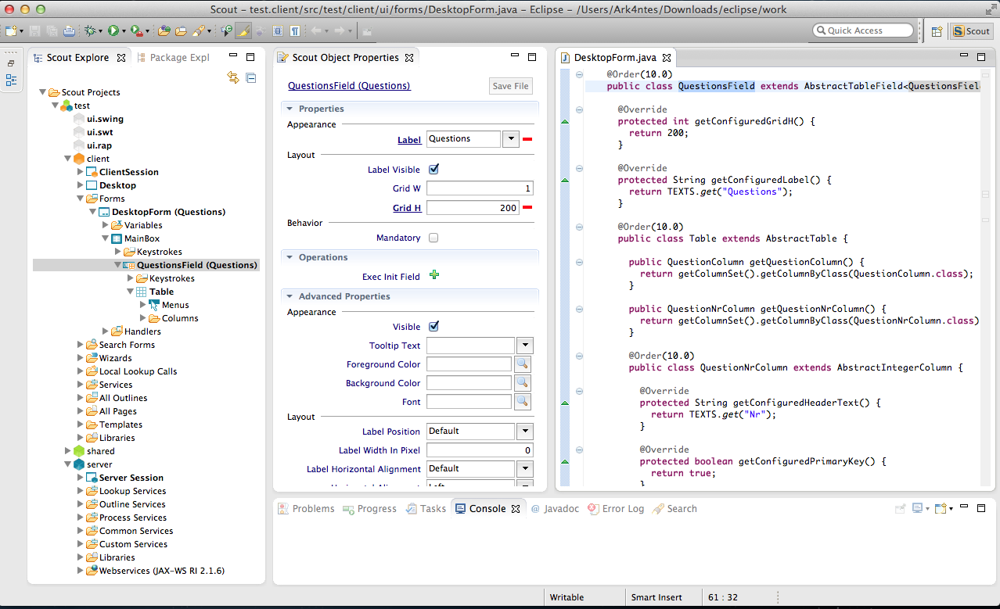 Scout – test.client/src/test/client/ui/forms/DesktopForm.java – Eclipse – /Users/Ark4ntes/Downloads/eclipse/work
Quick Access
Scout
Scout Explore
Package Expl
Scout Projects
test
ui.swing
ui.swt
ui.rap
client
ClientSession
Desktop
Forms
DesktopForm (Questions)
Variables
MainBox
Keystrokes
QuestionsField (Questions)
Keystrokes
Table
Menus
Columns
Handlers
Search Forms
Wizards
Local Lookup Calls
Services
All Outlines
All Pages
Templates
Libraries
shared
server
Server Session
Lookup Services
Outline Services
Process Services
Common Services
Custom Services
Libraries
Webservices (JAX-WS RI 2.1.6)
Scout Object Properties
QuestionsField (Questions)
Save File
Properties
Appearance
Label Questions
Layout
Label Visible
Grid W 1
Grid H 200
Behavior
Mandatory
Operations
Exec Init Field
Advanced Properties
Appearance
Visible
Tooltip Text
Foreground Color
Background Color
Font
Layout
Label Position Default
Label Width In Pixel 0
Label Horizontal Alignment Default
Horizontal Alignment Left
DesktopForm.java
@Order(10.0)
public class QuestionsField extends AbstractTableField<QuestionsFiel
@Override
protected int getConfiguredGridH() {
return 200;
}
@Override
protected String getConfiguredLabel() {
return TEXTS.get("Questions");
}
@Order(10.0)
public class Table extends AbstractTable {
public QuestionColumn getQuestionColumn() {
return getColumnSet().getColumnByClass(QuestionColumn.class);
}
public QuestionNrColumn getQuestionNrColumn() {
return getColumnSet().getColumnByClass(QuestionNrColumn.class)
}
@Order(10.0)
public class QuestionNrColumn extends AbstractIntegerColumn {
@Override
protected String getConfiguredHeaderText() {
return TEXTS.get("Nr");
}
@Override
protected boolean getConfiguredPrimaryKey() {
return true;
}
Problems
Progress
Tasks
Console
@ Javadoc
Error Log
Search
Writable
Smart Insert
61 : 32